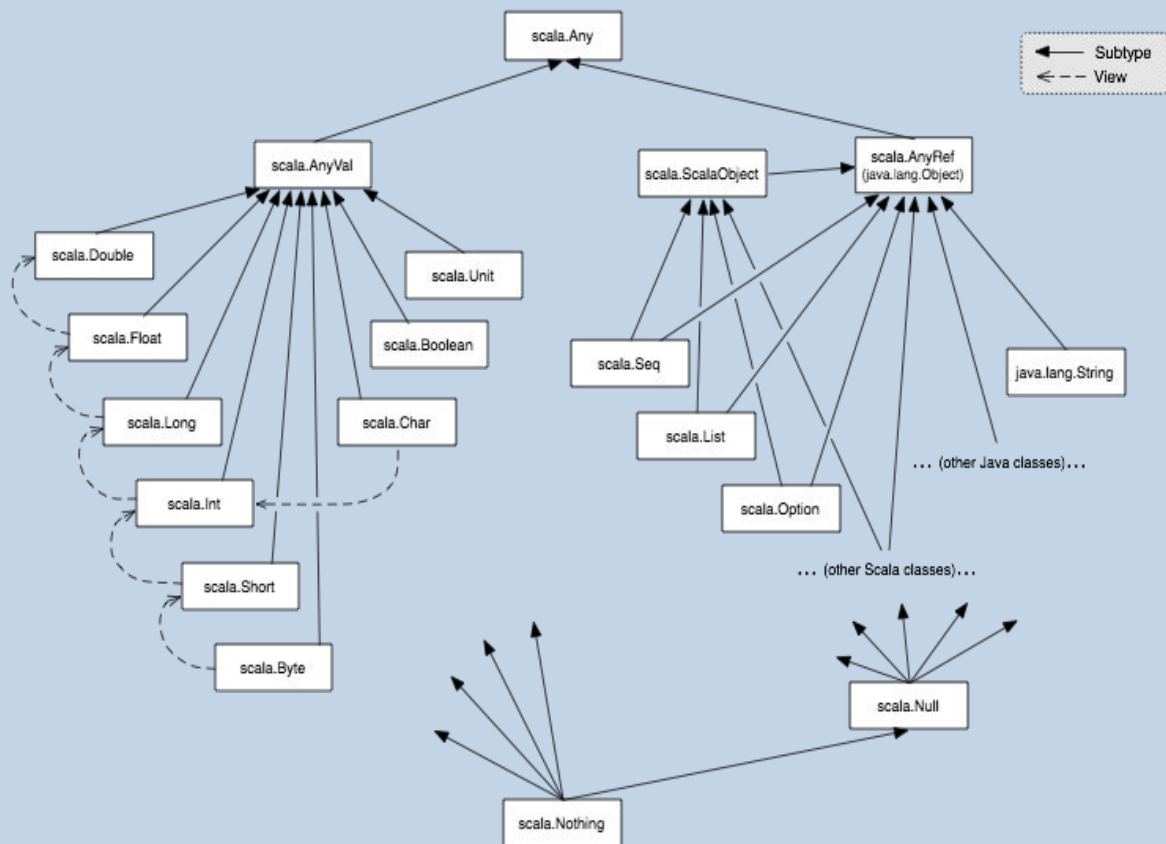 scala.Any
Subtype
View
scala.AnyVal
scala.ScalaObject
scala.AnyRef
(java.lang.Object)
scala.Double
scala.Unit
scala.Float
scala.Boolean
scala.Seq
java.lang.String
scala.Long
scala.Char
scala.List
... (other Java classes)...
scala.Int
scala.Option
scala.Short
... (other Scala classes)...
scala.Byte
scala.Null
scala.Nothing